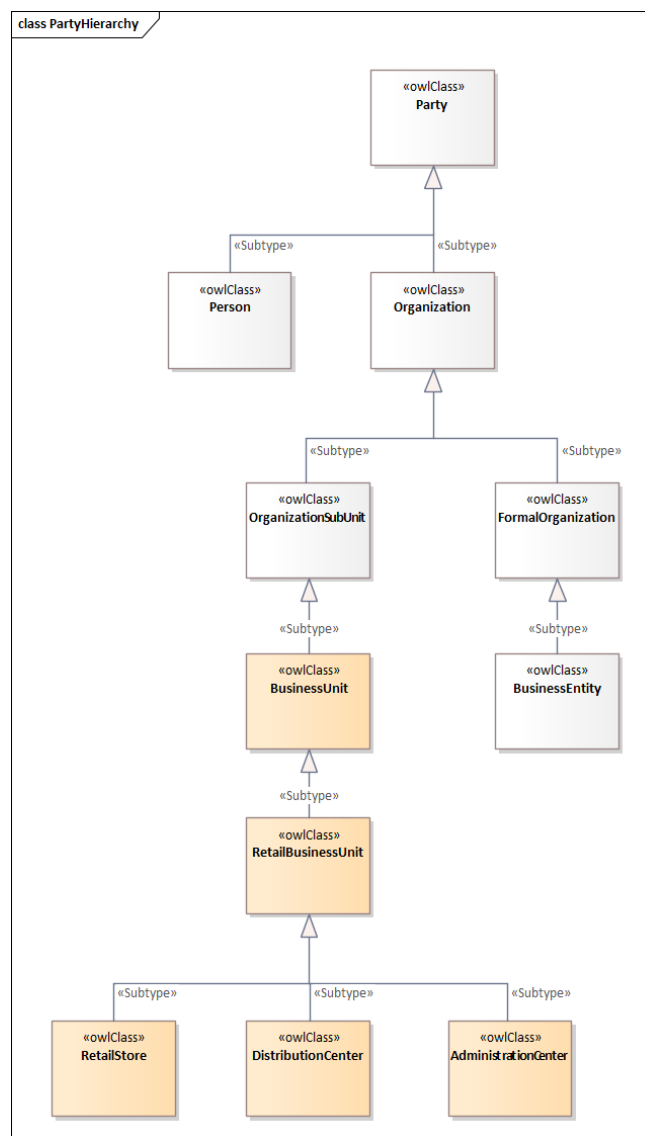 class PartyHierarchy
«owlClass»
Party
«Subtype»
«Subtype»
«owlClass»
Person
«owlClass»
Organization
«Subtype»
«Subtype»
«owlClass»
OrganizationSubUnit
«owlClass»
FormalOrganization
«Subtype»
«Subtype»
«owlClass»
BusinessUnit
«owlClass»
BusinessEntity
«Subtype»
«owlClass»
RetailBusinessUnit
«Subtype»
«Subtype»
«Subtype»
«owlClass»
RetailStore
«owlClass»
DistributionCenter
«owlClass»
AdministrationCenter